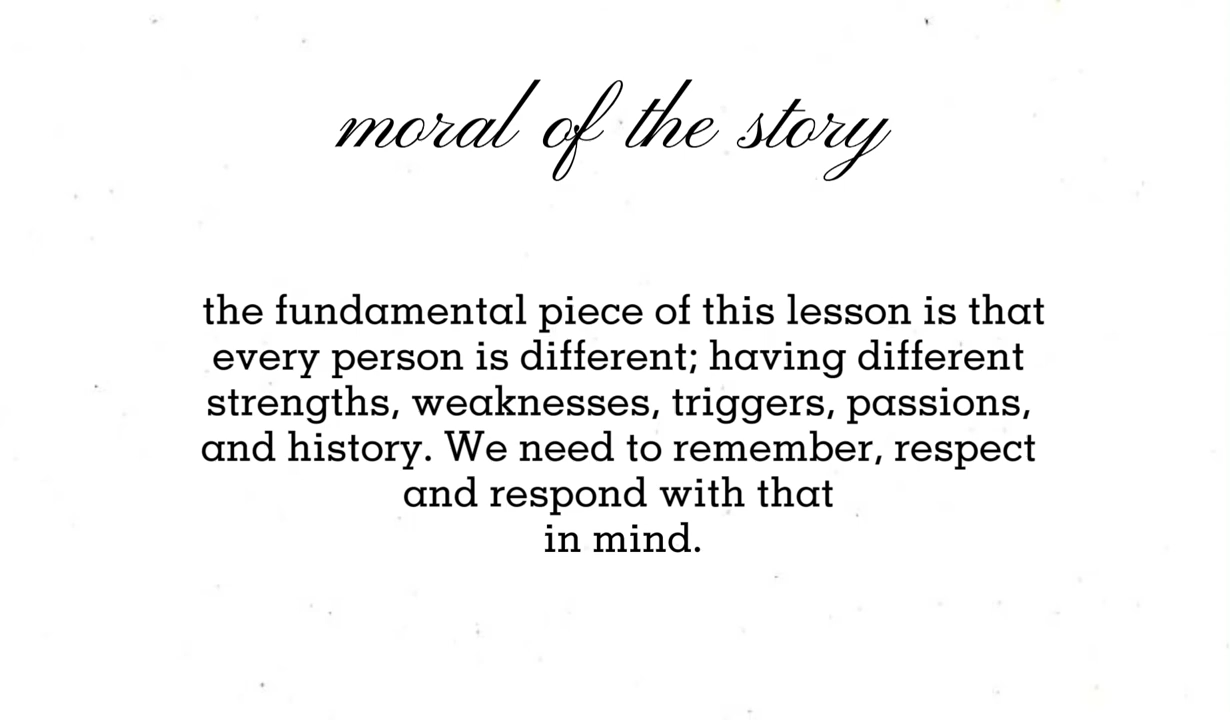 moral of the story
the fundamental piece of this lesson is that
every person is different; having different
strengths, weaknesses, triggers, passions,
and history. We need to remember, respect
and respond with that
in mind.